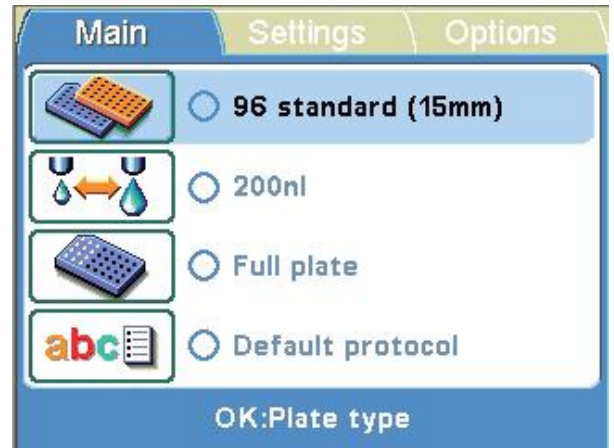 Main Settings Options
96 standard (15mm)
200nl
Full plate
abc Default protocol
OK:Plate type